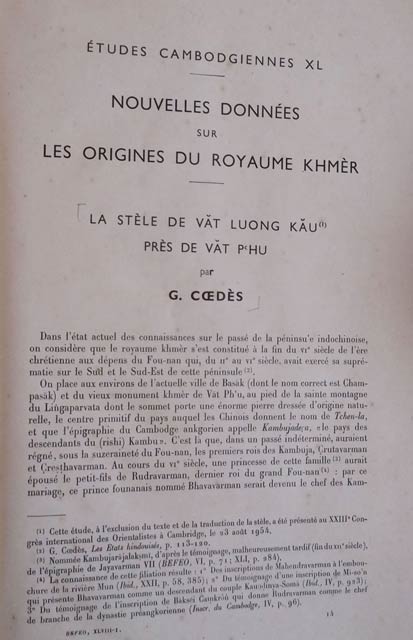 ÉTUDES CAMBODGIENNES XL
NOUVELLES DONNÉES
SUR
LES ORIGINES DU ROYAUME KHMÈR
LA STÈLE DE VĂT LUONG KĂU(1)
PRÈS DE VĂT PʿHU
par
G. CŒDÈS
Dans l'état actuel des connaissances sur le passé de la péninsu'e indochinoise,
on considère que le royaume khmèr s'est constitué à la fin du VIe siècle de l'ère
chrétienne aux dépens du Fou-nan qui, du IIe au VIe siècle, avait exercé sa supré-
matie sur le Sud et le Sud-Est de cette péninsule (2).
On place aux environs de l'actuelle ville de Basăk (dont le nom correct est Cham-
pasăk) et du vieux monument khmèr de Văt Phʿu, au pied de la sainte montagne
du Lingaparvata dont le sommet porte une énorme pierre dressée d'origine natu-
relle, le centre primitif du pays auquel les Chinois donnent le nom de Tchen-la,
et que l'épigraphie du Cambodge ankgorien appelle Kambujadeça, « le pays des
descendants du (rishi) Kambu ». C'est là que, dans un passé indéterminé, auraient
régné, sous la suzeraineté du Fou-nan, les premiers rois des Kambuja, Çrutavarman
et Çreṣṭhavarman. Au cours du VIe siècle, une princesse de cette famille (3) aurait
épousé le petit-fils de Rudravarman, dernier roi du grand Fou-nan (4) : par ce
mariage, ce prince founanais nommé Bhavavarman serait devenu le chef des Kam-
(1) Cette étude, à l'exclusion du texte et de la traduction de la stèle, a été présenté au XXIIIe Con-
grès international des Orientalistes à Cambridge, le 23 août 1954.
(2) G. Cœdès, Les Etats hindouisés, p. 113-120.
(3) Nommée Kambujarājalakṣmī, d'après le témoignage, malheureusement tardif (fin du XIIe siècle),
de l'épigraphie de Jayavarman VII (BEFEO, VI, p. 71; XLI, p. 284).
(4) La connaissance de cette filiation résulte : 1° Des inscriptions de Mahendravarman à l'embou-
chure de la rivière Mun (Ibid., XXII, p. 58, 385); 2° Du témoignage d'une inscription de Mi-so'n
qui présente Bhavavarman comme un descendant du couple Kauṇḍinya-Somā (Ibid., IV, p. 923);
3° Du témoignage de l'inscription de Băksĕi Čaṃkrŏṅ qui donne Rudravarman comme le chef
de branche de la dynastie préangkorienne (Inscr. du Cambodge, IV, p. 96).
BEFEO, XLVIII-1.
14